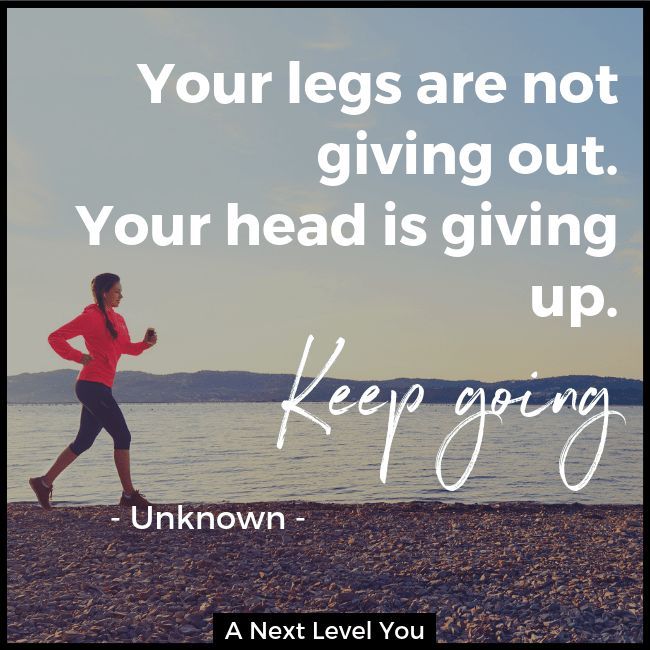 Your legs are not
giving out.
Your head is giving
up.
Keep going
- Unknown -
A Next Level You